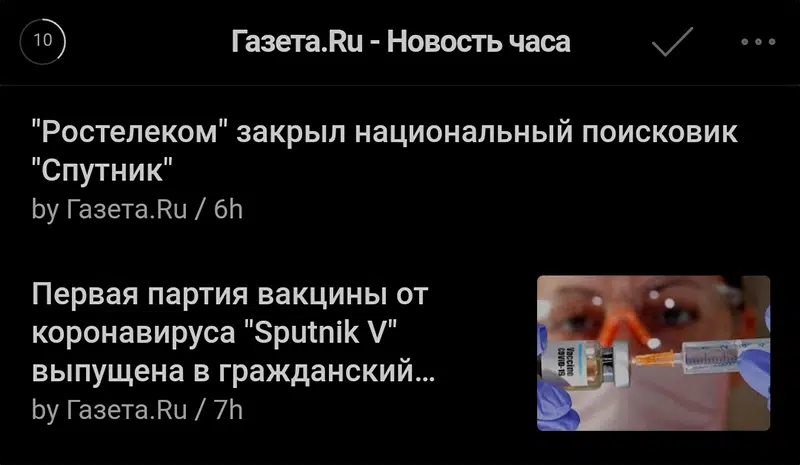 10
Газета.Ru - Новость часа
"Ростелеком" закрыл национальный поисковик
"Спутник"
by Газета.Ru / 6h
Первая партия вакцины от
коронавируса "Sputnik V"
выпущена в гражданский...
by Газета.Ru / 7h
Vaccine
COVID-19